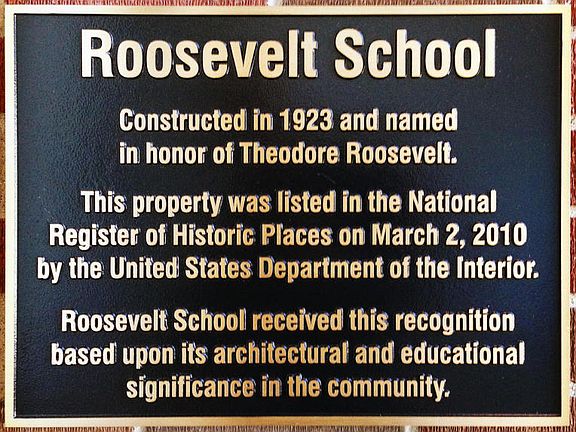 Roosevelt School
Constructed in 1923 and named
in honor of Theodore Roosevelt.
This property was listed in the National
Register of Historic Places on March 2, 2010
by the United States Department of the Interior.
Roosevelt School received this recognition
based upon its architectural and educational
significance in the community.